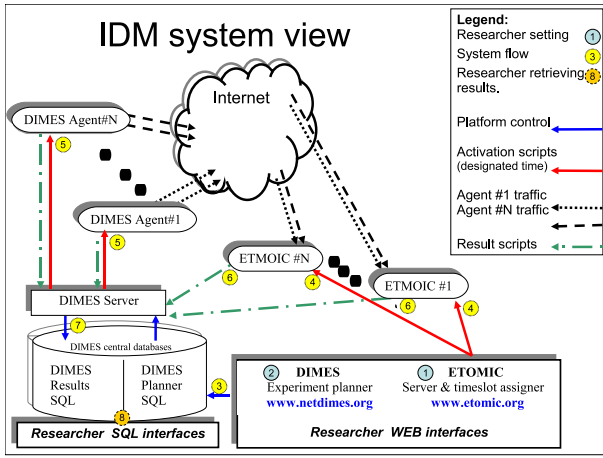 IDM system view
Legend:
Researcher setting 1
System flow 3
Researcher retrieving 8
results.
Platform control
Activation scripts
(designated time)
Agent #1 traffic
Agent #N traffic
Result scripts
Internet
DIMES Agent#N
5
DIMES Agent#1
5
ETMOIC #N
6
4
ETMOIC #1
6
4
DIMES Server
7
DIMES central databases
DIMES
Results
SQL
DIMES
Planner
SQL
3
8
Researcher SQL interfaces
2 DIMES
Experiment planner
www.netdimes.org
1 ETOMIC
Server & timeslot assigner
www.etomic.org
Researcher WEB interfaces